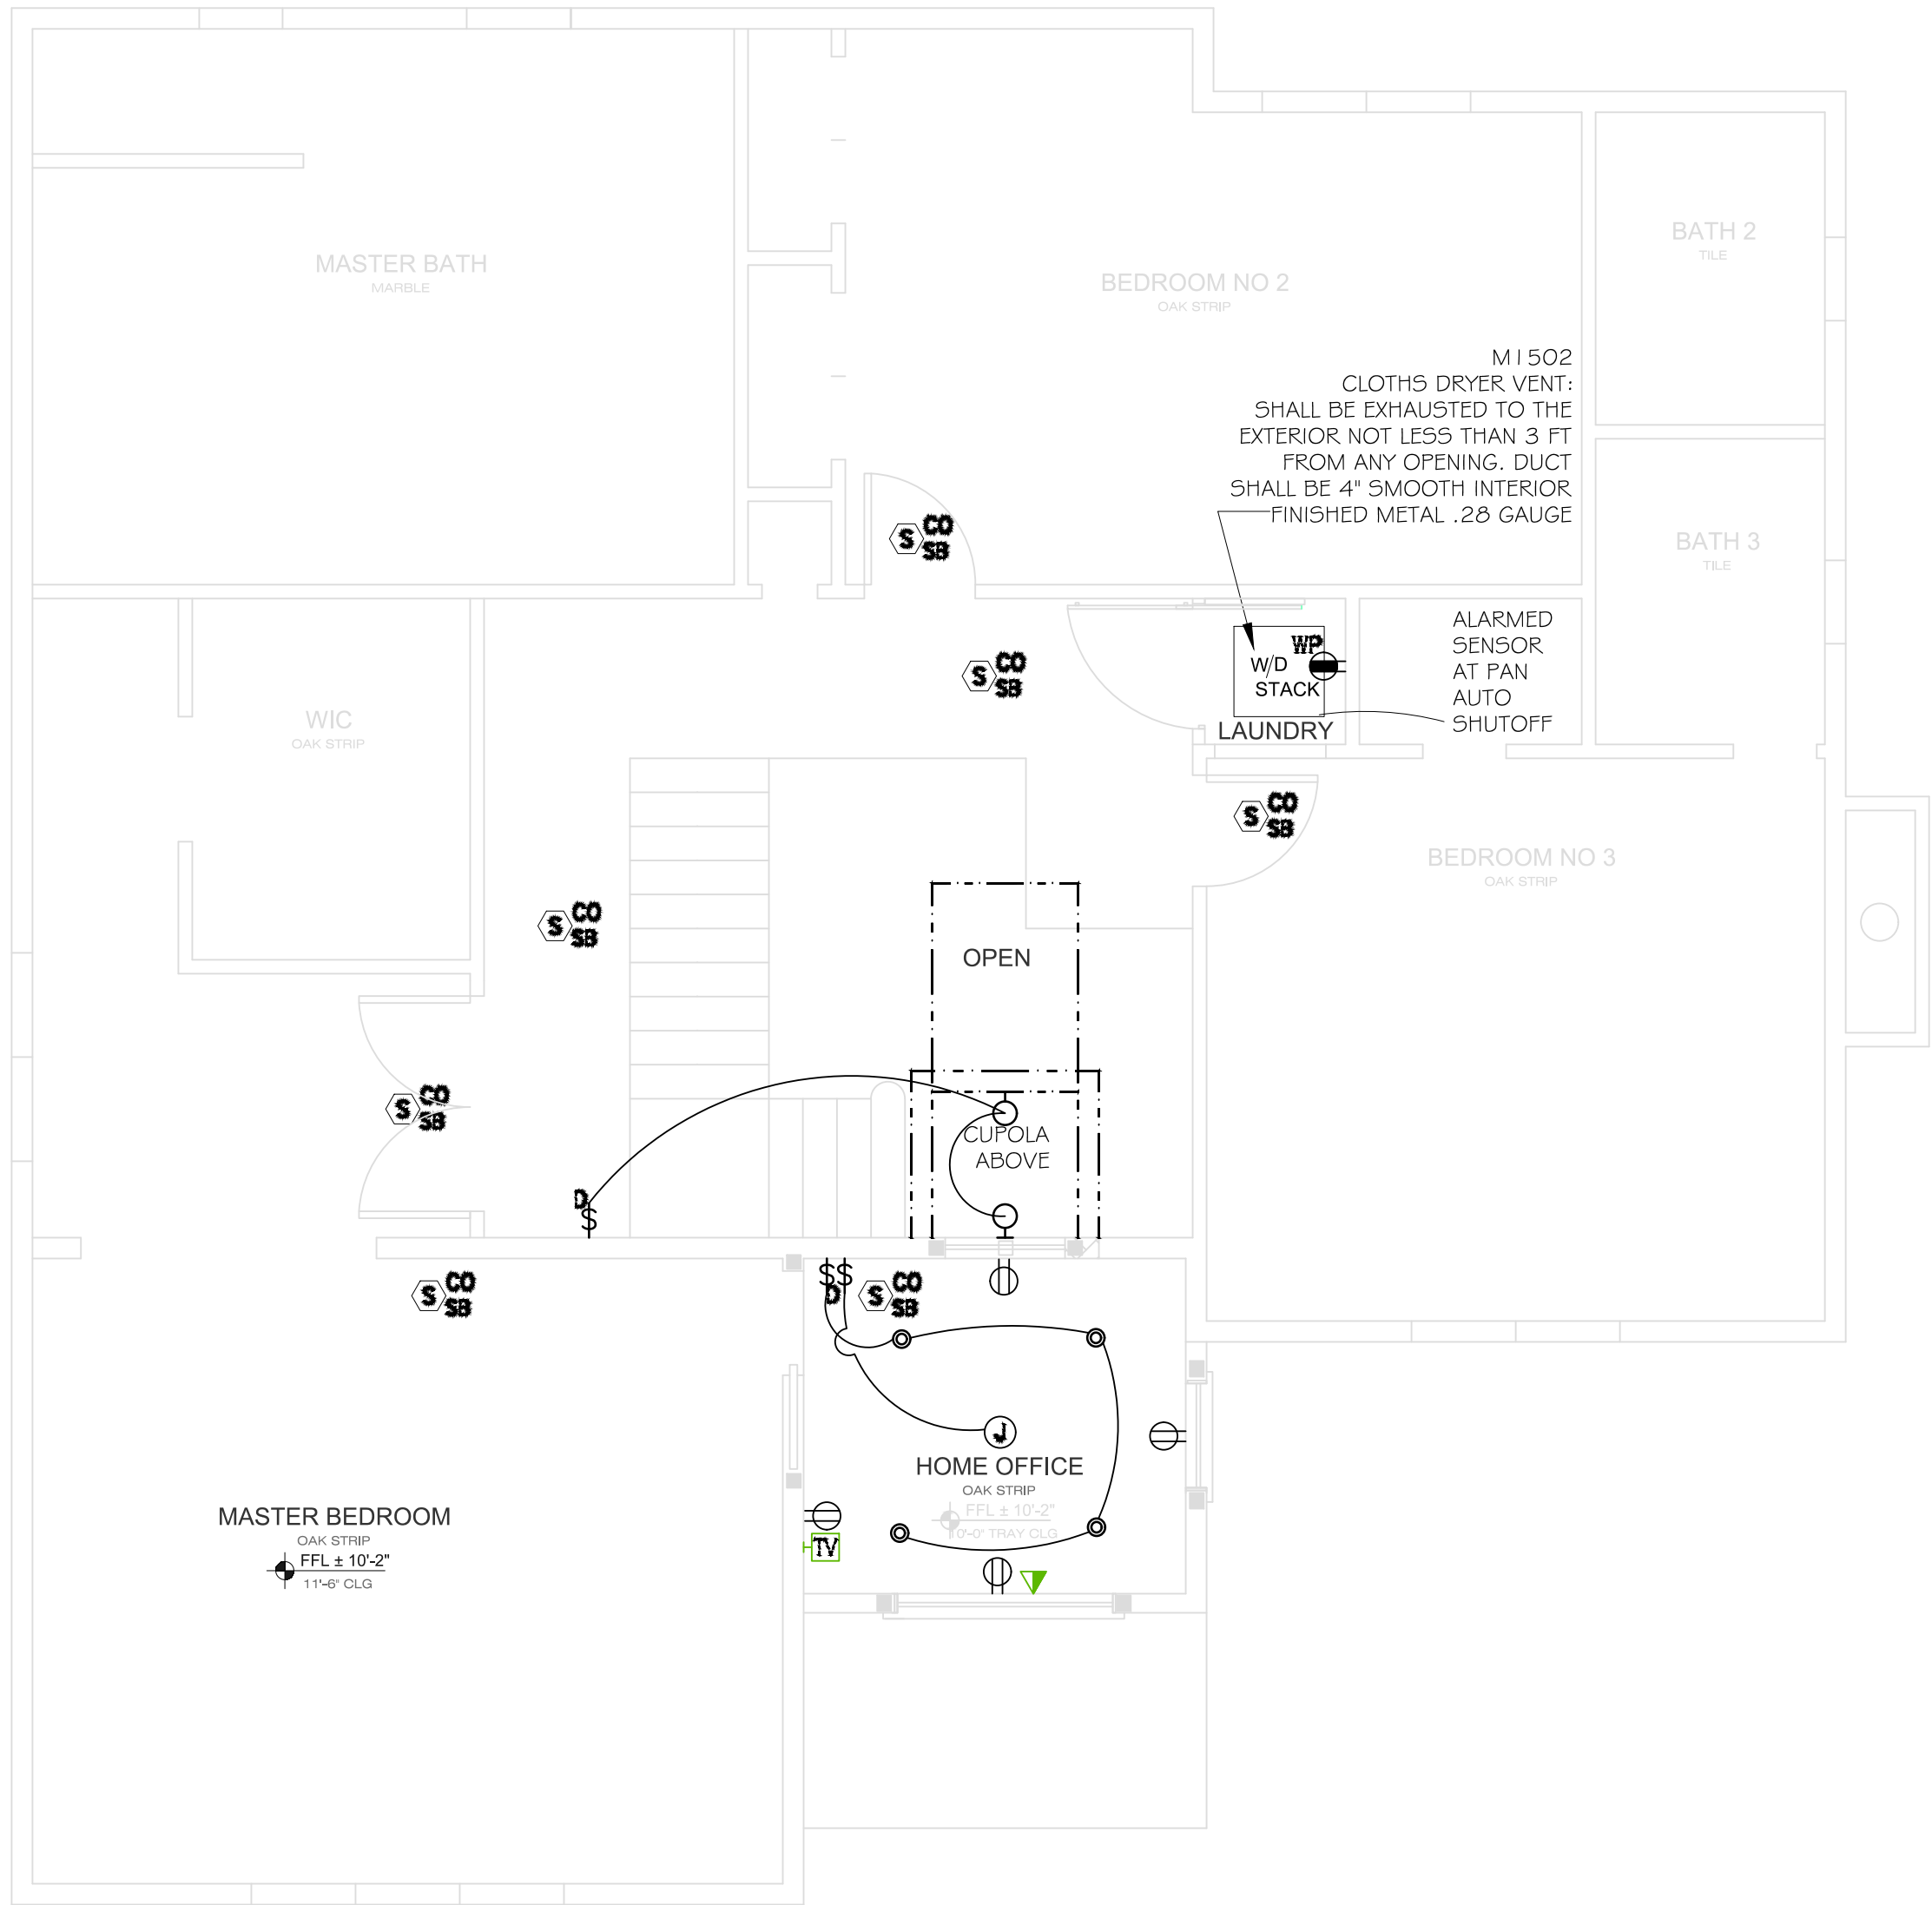 MASTER BATH
MARBLE
BEDROOM NO 2
OAK STRIP
BATH 2
TILE
M1502
CLOTHS DRYER VENT:
SHALL BE EXHAUSTED TO THE
EXTERIOR NOT LESS THAN 3 FT
FROM ANY OPENING. DUCT
SHALL BE 4" SMOOTH INTERIOR
FINISHED METAL .28 GAUGE
BATH 3
TILE
S CO
SB
S CO
SB
WP
W/D
STACK
LAUNDRY
ALARMED
SENSOR
AT PAN
AUTO
SHUTOFF
WIC
OAK STRIP
S CO
SB
BEDROOM NO 3
OAK STRIP
S CO
SB
OPEN
S CO
SB
CUPOLA
ABOVE
D
$
S CO
SB
$$
D
S CO
SB
J
HOME OFFICE
OAK STRIP
FFL ± 10'-2"
10'-0" TRAY CLG
MASTER BEDROOM
OAK STRIP
FFL ± 10'-2"
11'-6" CLG
TV